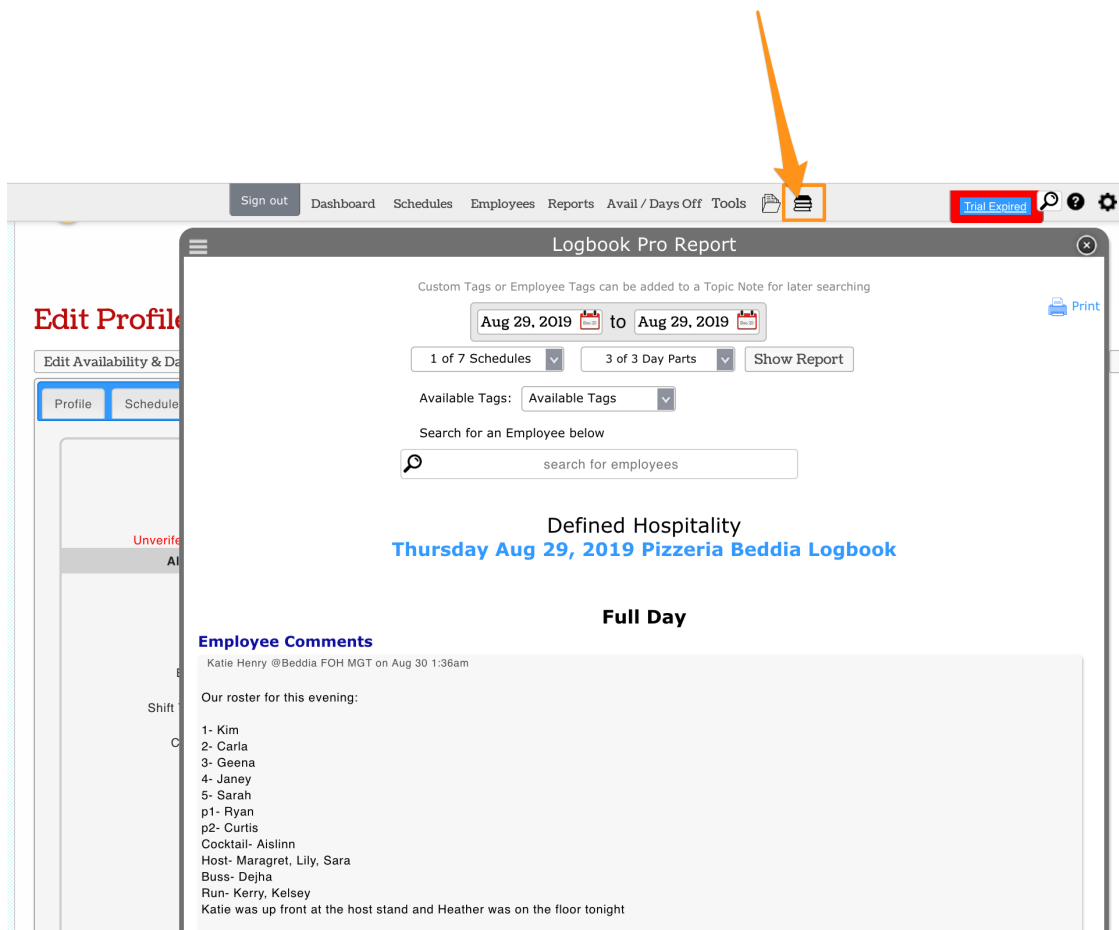 Sign out Dashboard Schedules Employees Reports Avail / Days Off Tools Trial Expired ?
Logbook Pro Report
Custom Tags or Employee Tags can be added to a Topic Note for later searching
Print
Edit Profile
Aug 29, 2019 to Aug 29, 2019
Edit Availability & Da
1 of 7 Schedules 3 of 3 Day Parts Show Report
Profile Schedule
Available Tags: Available Tags
Search for an Employee below
search for employees
Defined Hospitality
Unverife
Thursday Aug 29, 2019 Pizzeria Beddia Logbook
Al
Full Day
Employee Comments
Katie Henry @Beddia FOH MGT on Aug 30 1:36am
Our roster for this evening:
Shift
1- Kim
C
2- Carla
3- Geena
4- Janey
5- Sarah
p1- Ryan
p2- Curtis
Cocktail- Aislinn
Host- Maragret, Lily, Sara
Buss- Dejha
Run- Kerry, Kelsey
Katie was up front at the host stand and Heather was on the floor tonight